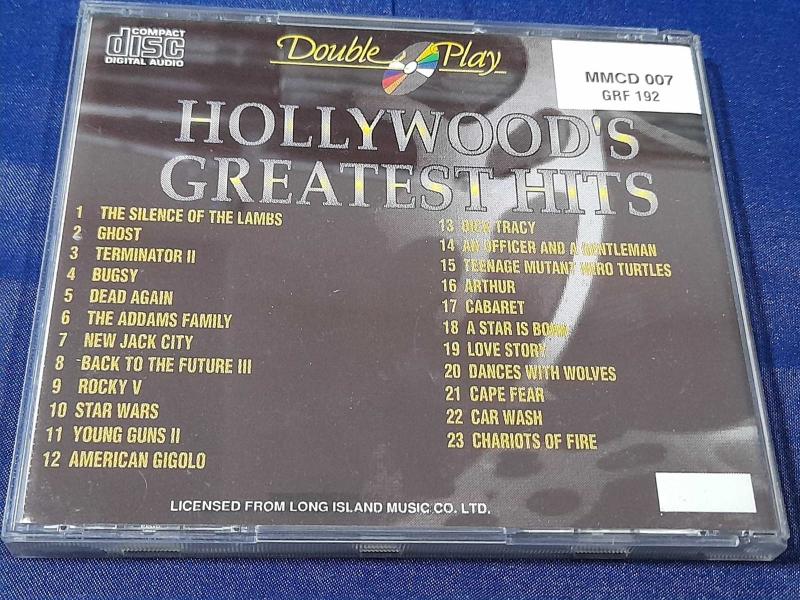 COMPACT
disc
DIGITAL AUDIO
Double Play
MMCD 007
GRF 192
HOLLYWOOD'S
GREATEST HITS
1 THE SILENCE OF THE LAMBS
2 GHOST
3 TERMINATOR II
4 BUGSY
5 DEAD AGAIN
6 THE ADDAMS FAMILY
7 NEW JACK CITY
8 BACK TO THE FUTURE III
9 ROCKY V
10 STAR WARS
11 YOUNG GUNS II
12 AMERICAN GIGOLO
13 DICK TRACY
14 AN OFFICER AND A GENTLEMAN
15 TEENAGE MUTANT HERO TURTLES
16 ARTHUR
17 CABARET
18 A STAR IS BORN
19 LOVE STORY
20 DANCES WITH WOLVES
21 CAPE FEAR
22 CAR WASH
23 CHARIOTS OF FIRE
LICENSED FROM LONG ISLAND MUSIC CO. LTD.